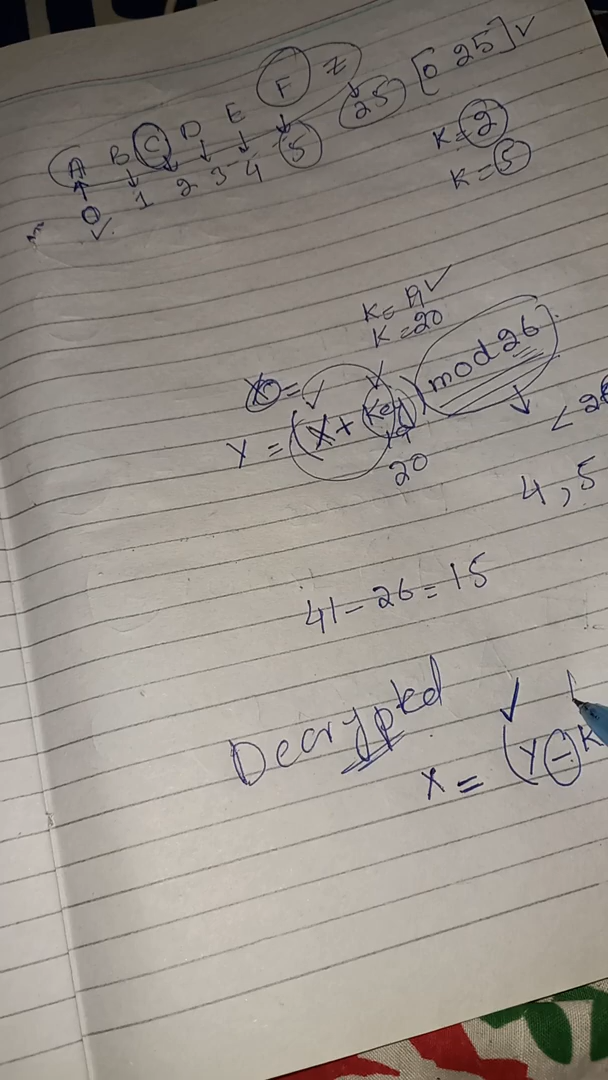 A B C D E F Z
0 1 2 3 4 5 25 [0 25]
K = 2
K = 5
K = 19
K = 20
Y = (X + Key) mod 26
19
20
< 26
4, 5
41 - 26 = 15
Decrypted
X = (Y - K